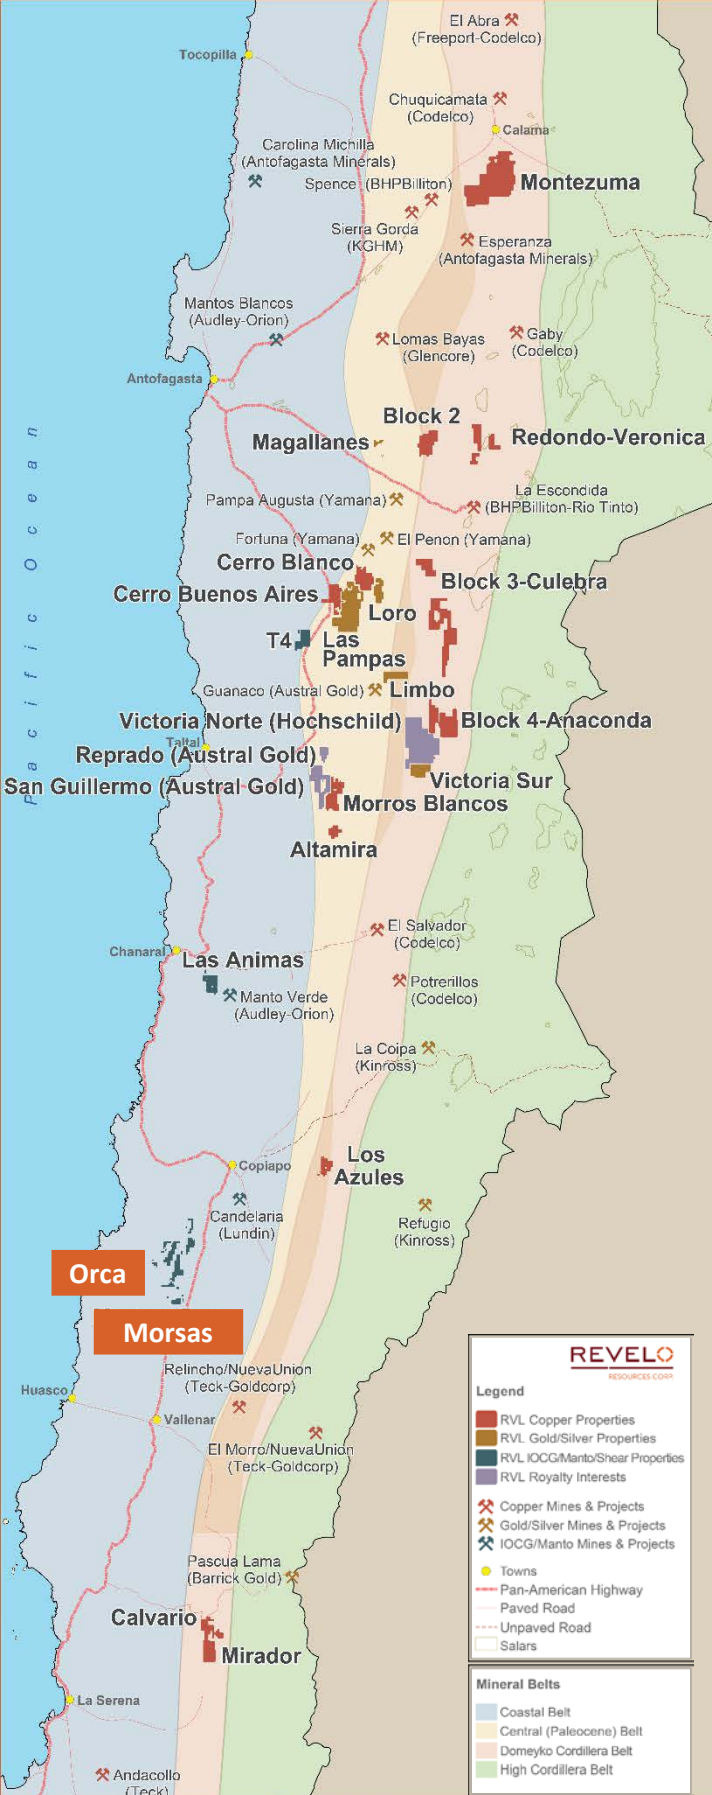 El Abra
(Freeport-Codelco)
Tocopilla
Chuquicamata
(Codelco)
Calama
Carolina Michilla
(Antofagasta Minerals)
Spence (BHPBilliton)
Montezuma
Sierra Gorda
(KGHM)
Esperanza
(Antofagasta Minerals)
Mantos Blancos
(Audley-Orion)
Lomas Bayas
(Glencore)
Gaby
(Codelco)
Antofagasta
Block 2
Magallanes
Redondo-Veronica
Pampa Augusta (Yamana)
La Escondida
(BHPBilliton-Rio Tinto)
Fortuna (Yamana)
El Penon (Yamana)
Cerro Blanco
Block 3-Culebra
Cerro Buenos Aires
Loro
T4
Las
Pampas
Guanaco (Austral Gold)
Limbo
Victoria Norte (Hochschild)
Block 4-Anaconda
Taltal
Reprado (Austral Gold)
San Guillermo (Austral Gold)
Victoria Sur
Morros Blancos
Altamira
Pacific Ocean
El Salvador
(Codelco)
Chanaral
Las Animas
Manto Verde
(Audley-Orion)
Potrerillos
(Codelco)
La Coipa
(Kinross)
Copiapo
Los
Azules
Candelaria
(Lundin)
Refugio
(Kinross)
Orca
Morsas
Relincho/NuevaUnion
(Teck-Goldcorp)
Huasco
Vallenar
El Morro/NuevaUnion
(Teck-Goldcorp)
Pascua Lama
(Barrick Gold)
Calvario
Mirador
La Serena
Andacollo
(Teck)
REVELO
RESOURCES CORP.
Legend
RVL Copper Properties
RVL Gold/Silver Properties
RVL IOCG/Manto/Shear Properties
RVL Royalty Interests
Copper Mines & Projects
Gold/Silver Mines & Projects
IOCG/Manto Mines & Projects
Towns
Pan-American Highway
Paved Road
Unpaved Road
Salars
Mineral Belts
Coastal Belt
Central (Paleocene) Belt
Domeyko Cordillera Belt
High Cordillera Belt